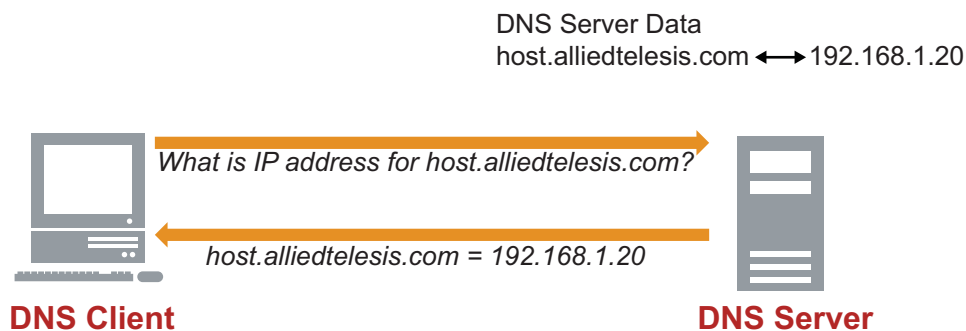 DNS Server Data
host.alliedtelesis.com ↔ 192.168.1.20
What is IP address for host.alliedtelesis.com?
host.alliedtelesis.com = 192.168.1.20
DNS Client
DNS Server